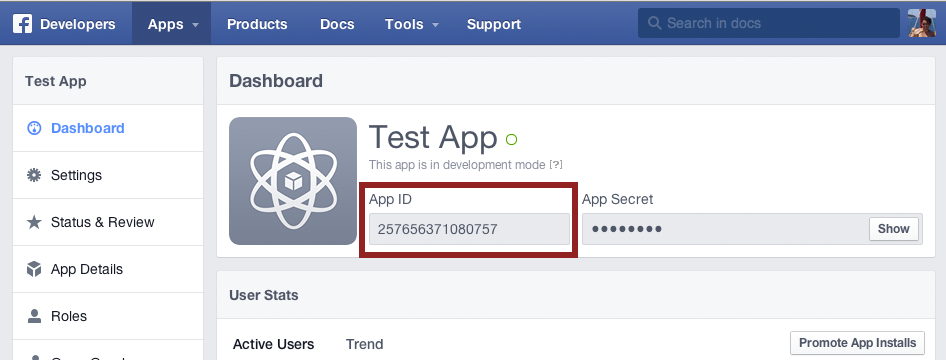 Developers Apps Products Docs Tools Support Search in docs
Test App
Dashboard
Settings
Status & Review
App Details
Roles
Dashboard
Test App
This app is in development mode [?]
App ID
257656371080757
App Secret
●●●●●●●●
Show
User Stats
Active Users Trend Promote App Installs